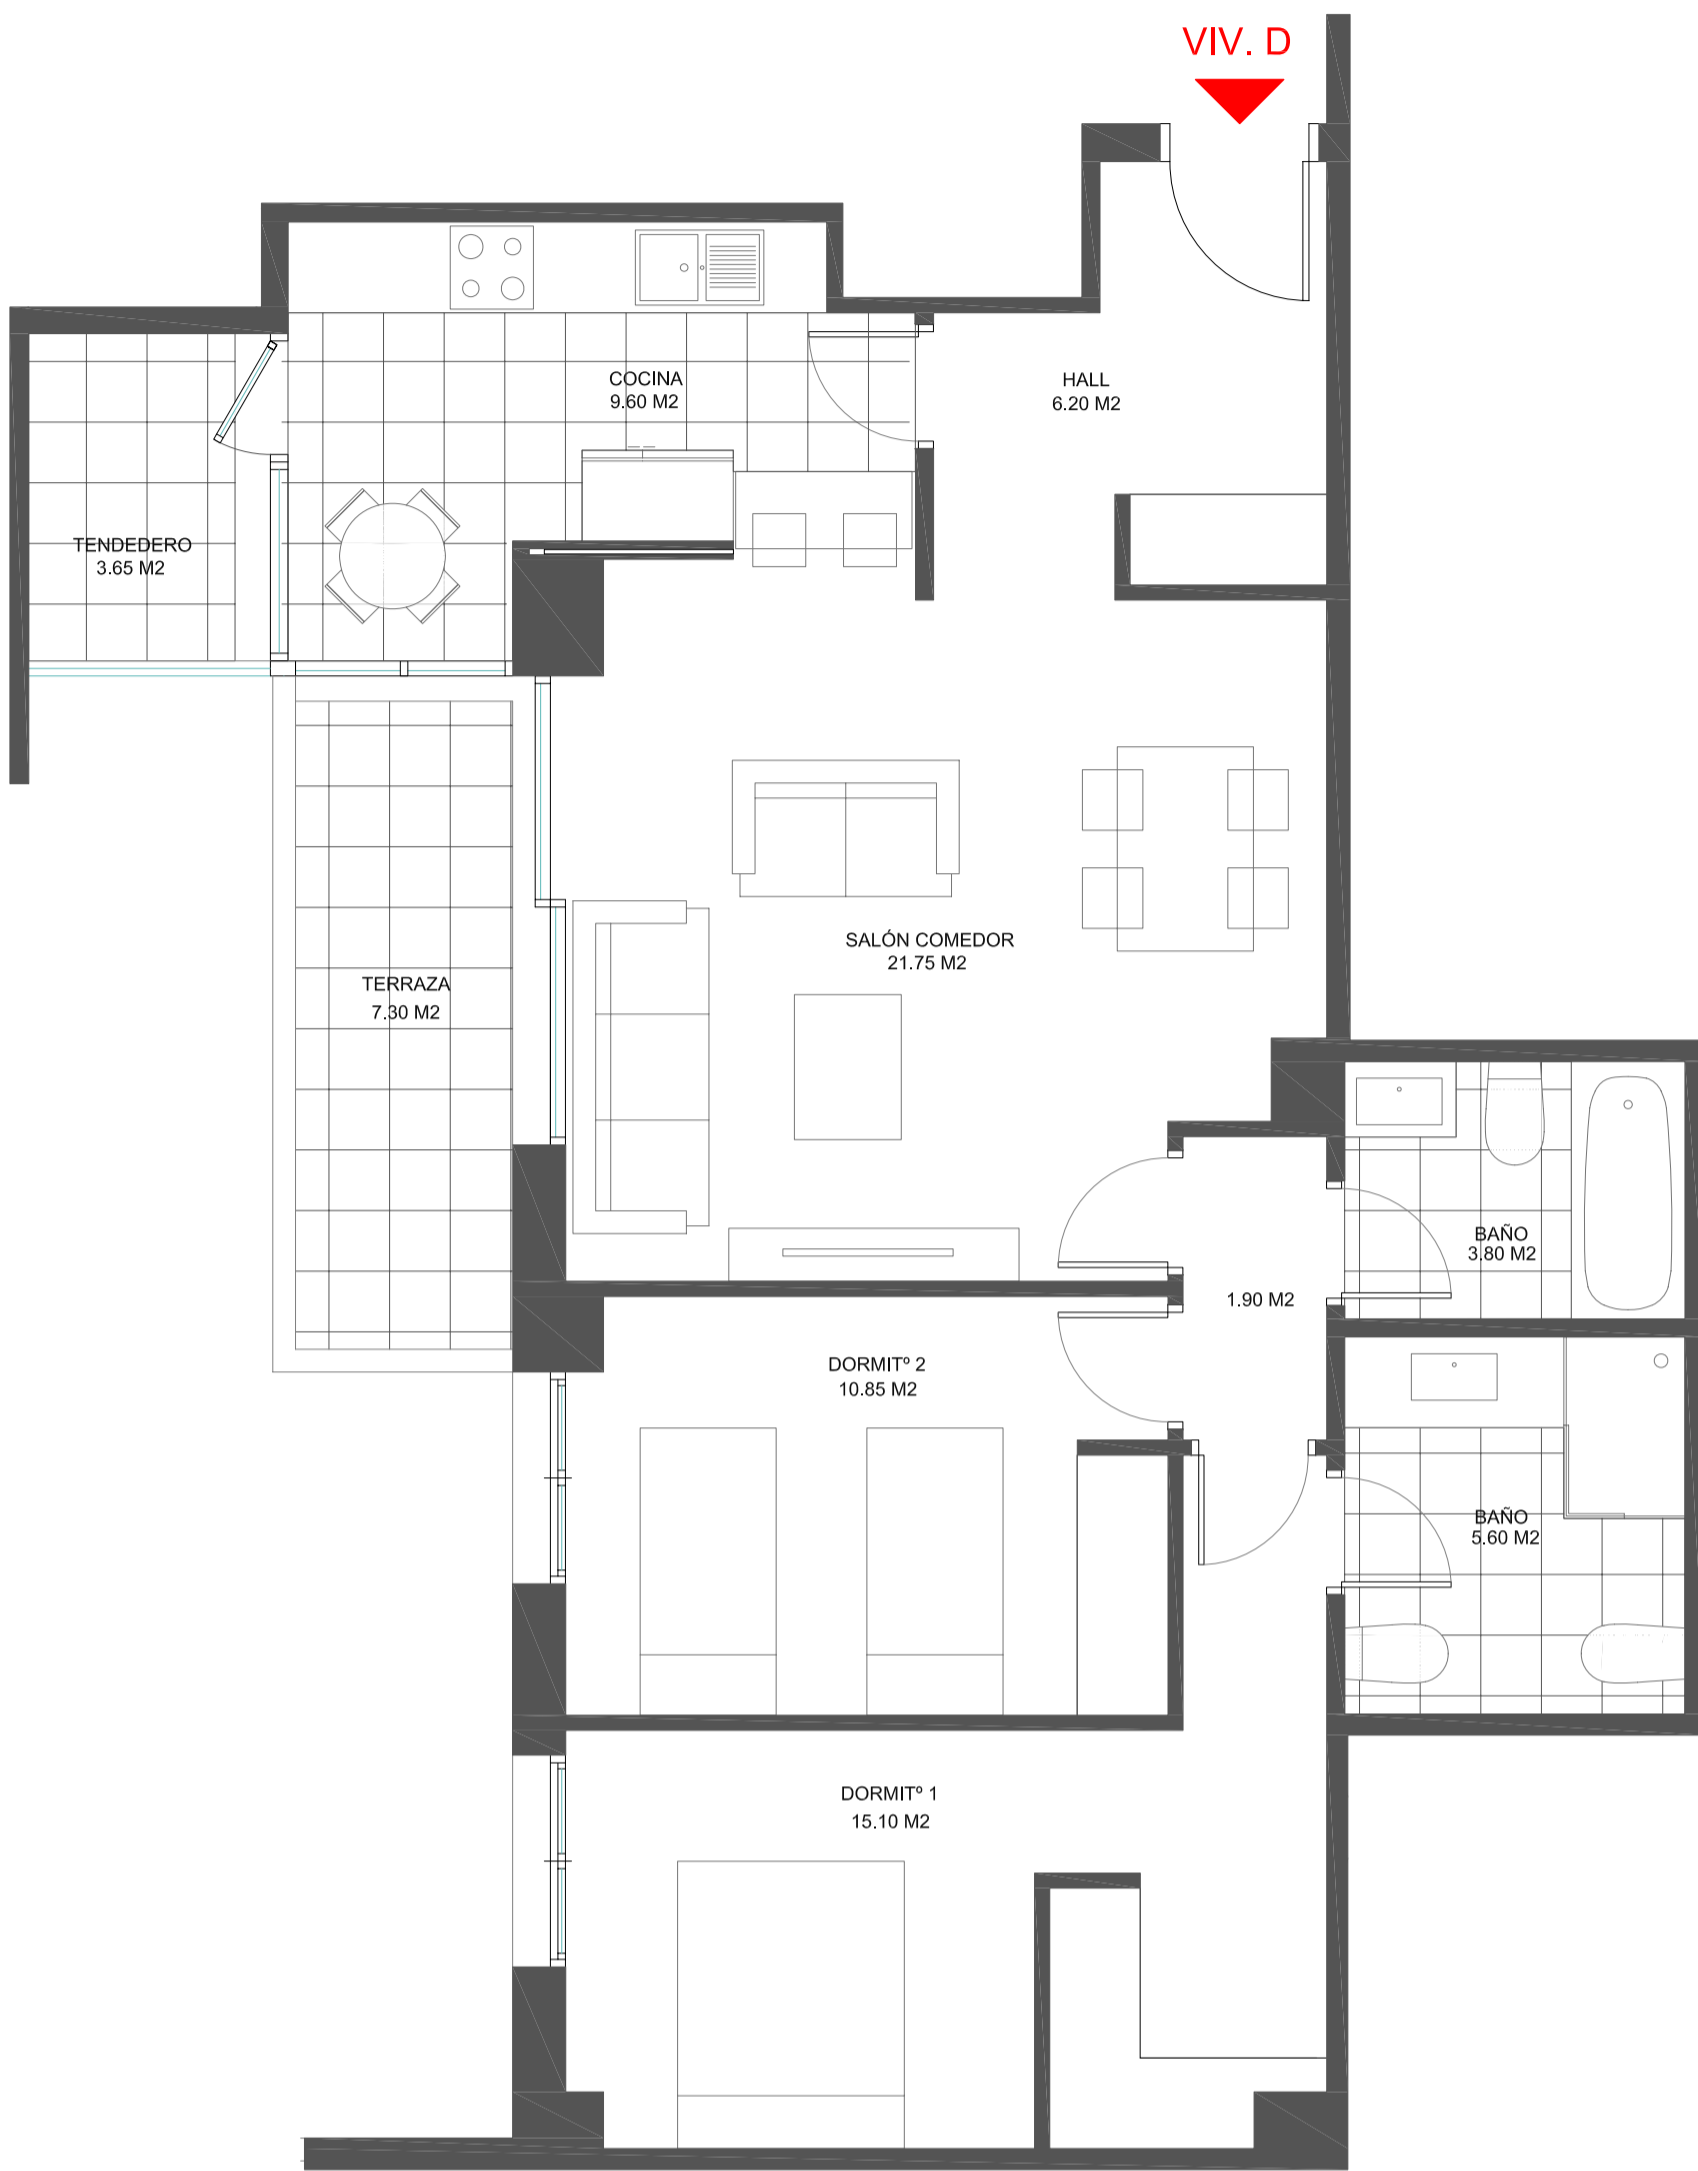 VIV. D
COCINA
9.60 M2
HALL
6.20 M2
TENDEDERO
3.65 M2
SALÓN COMEDOR
21.75 M2
TERRAZA
7.30 M2
BAÑO
3.80 M2
1.90 M2
DORMITº 2
10.85 M2
BAÑO
5.60 M2
DORMITº 1
15.10 M2